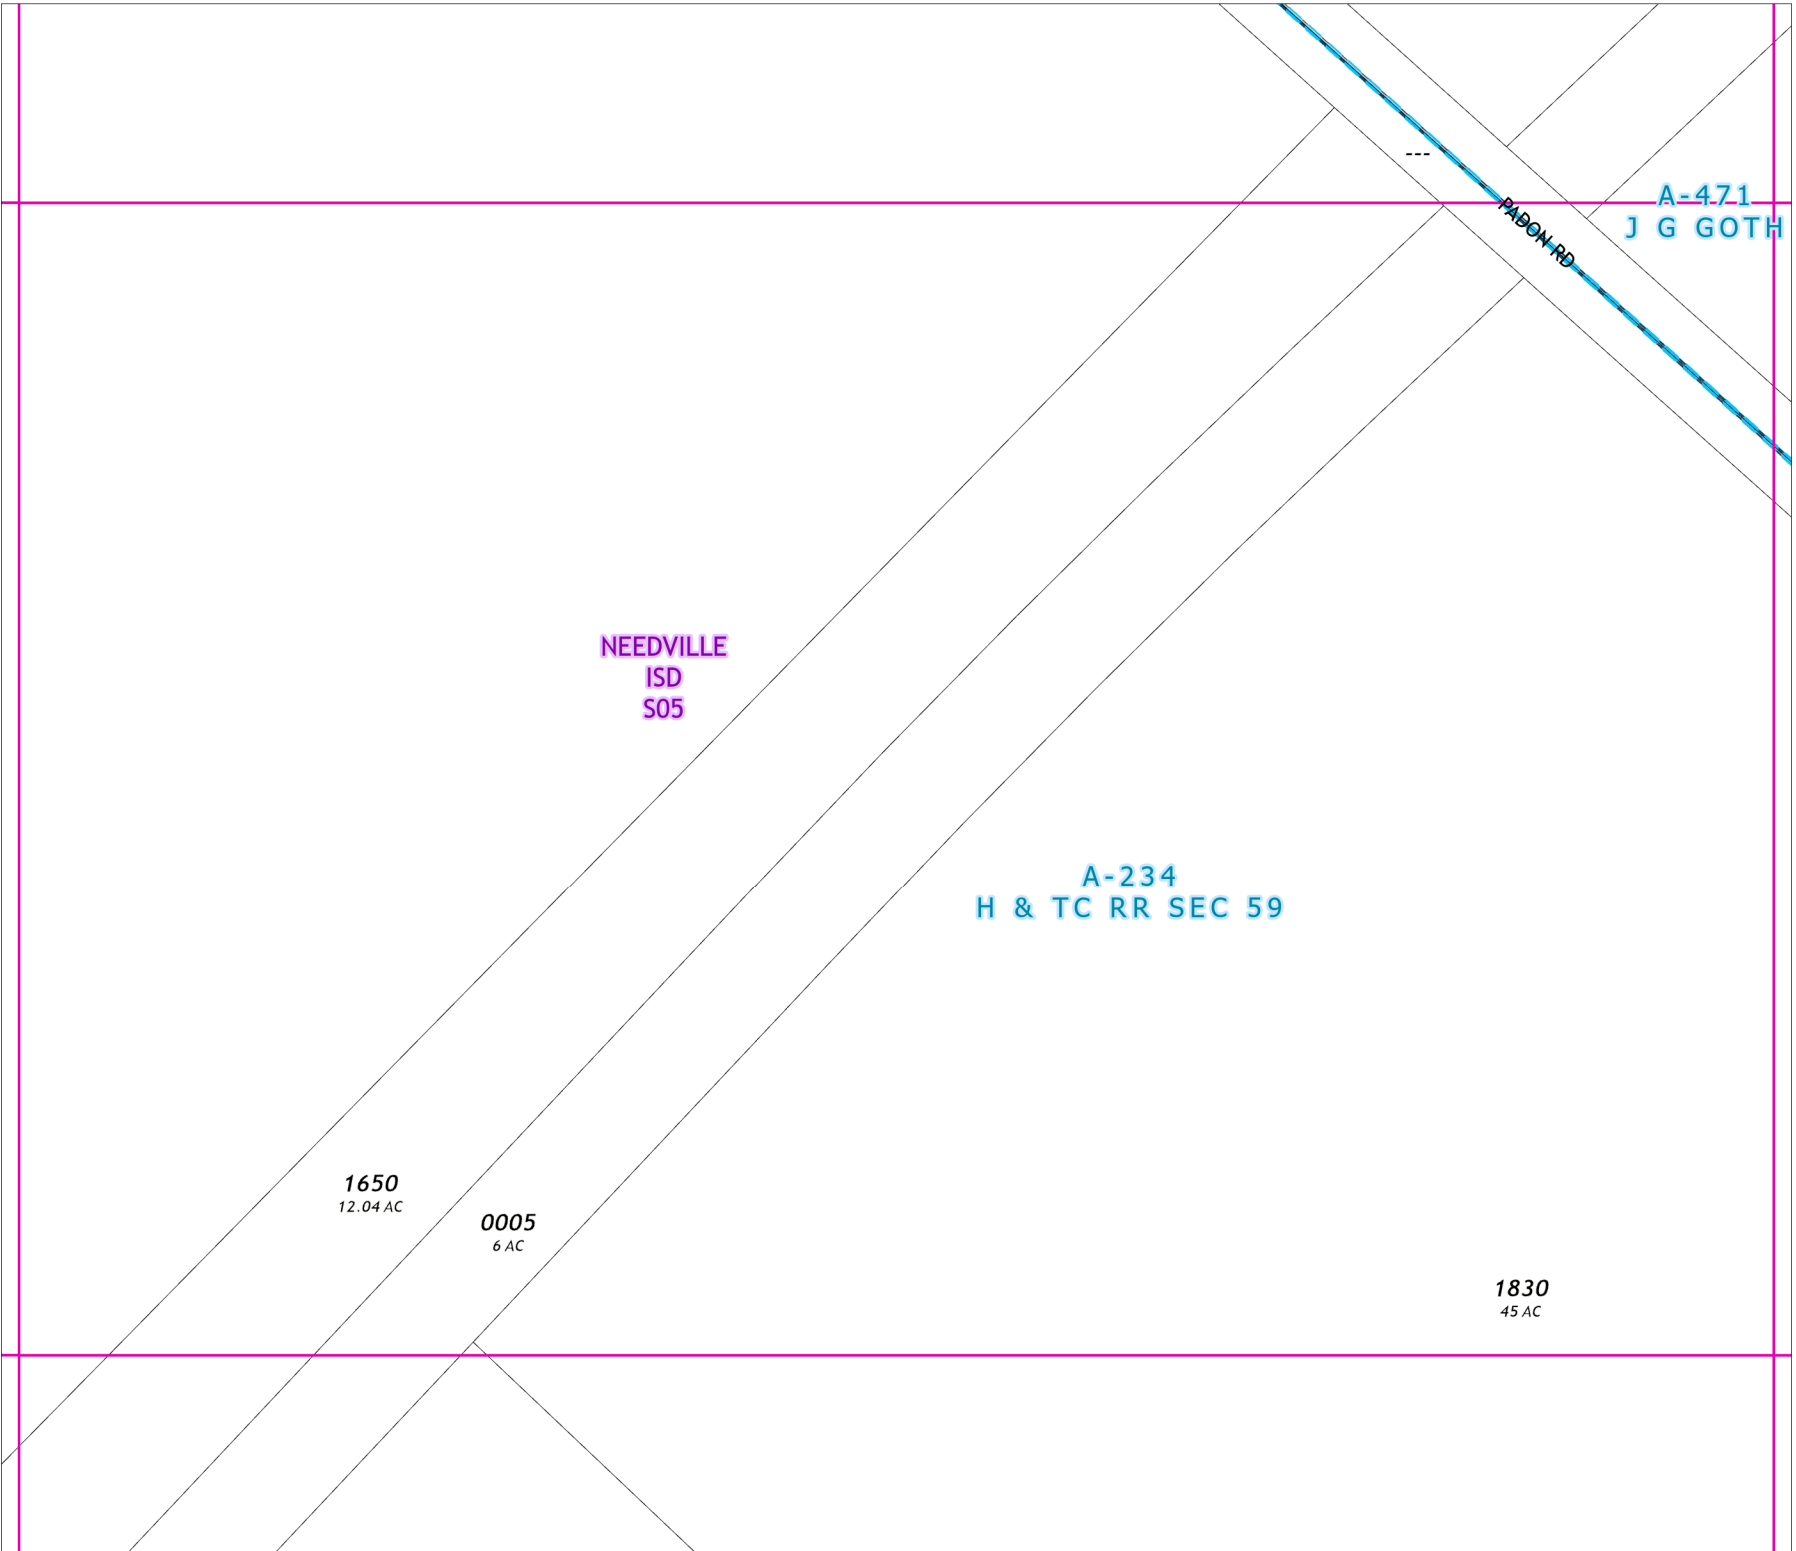 ---
A-471
J G GOTH
PADON RD
NEEDVILLE
ISD
S05
A-234
H & TC RR SEC 59
1650
12.04 AC
0005
6 AC
1830
45 AC